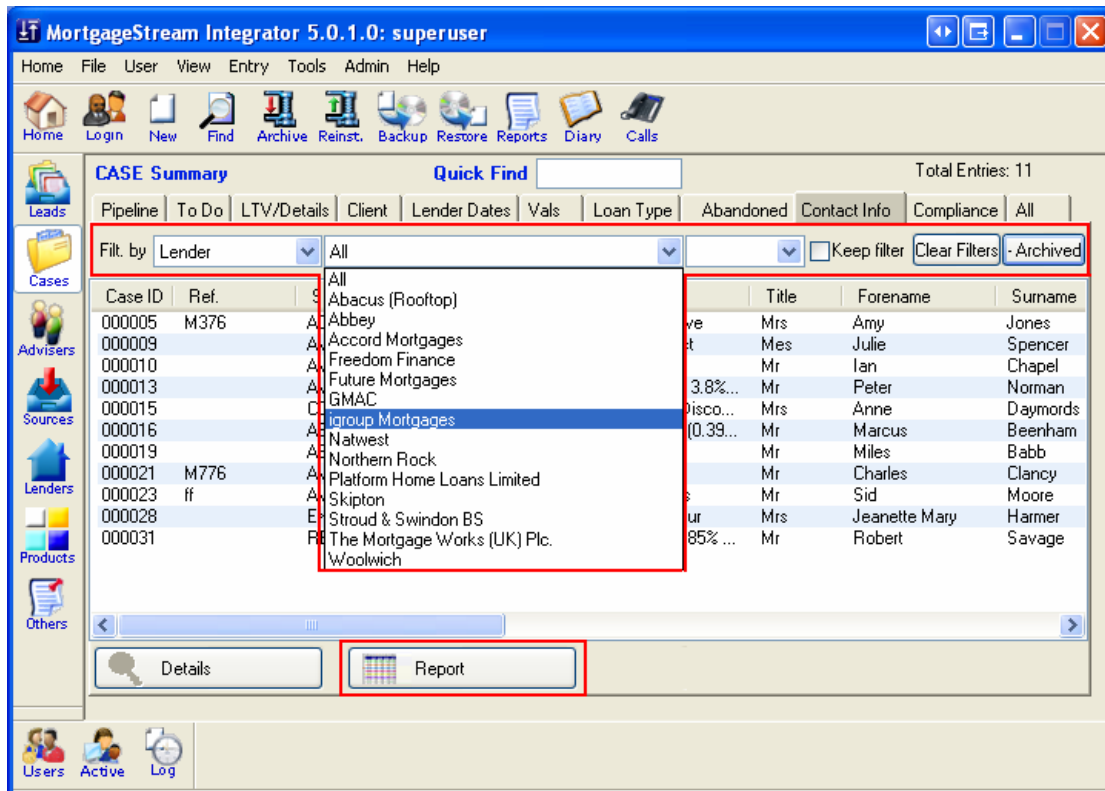 MortgageStream Integrator 5.0.1.0: superuser
Home File User View Entry Tools Admin Help
Home Login New Find Archive Reinst. Backup Restore Reports Diary Calls
CASE Summary Quick Find Total Entries: 11
Pipeline To Do LTV/Details Client Lender Dates Vals Loan Type Abandoned Contact Info Compliance All
Filt. by Lender All Keep filter Clear Filters - Archived
Leads
Cases
Advisers
Sources
Lenders
Products
Others
Case ID Ref. S Title Forename Surname
000005 M376 ve Mrs Amy Jones
000009 Mes Julie Spencer
000010 Mr Ian Chapel
000013 3.8%... Mr Peter Norman
000015 Disco... Mrs Anne Daymords
000016 (0.39... Mr Marcus Beenham
000019 Mr Miles Babb
000021 M776 Mr Charles Clancy
000023 ff Mr Sid Moore
000028 ur Mrs Jeanette Mary Harmer
000031 85% ... Mr Robert Savage
All
Abacus (Rooftop)
Abbey
Accord Mortgages
Freedom Finance
Future Mortgages
GMAC
igroup Mortgages
Natwest
Northern Rock
Platform Home Loans Limited
Skipton
Stroud & Swindon BS
The Mortgage Works (UK) Plc.
Woolwich
Details Report
Users Active Log